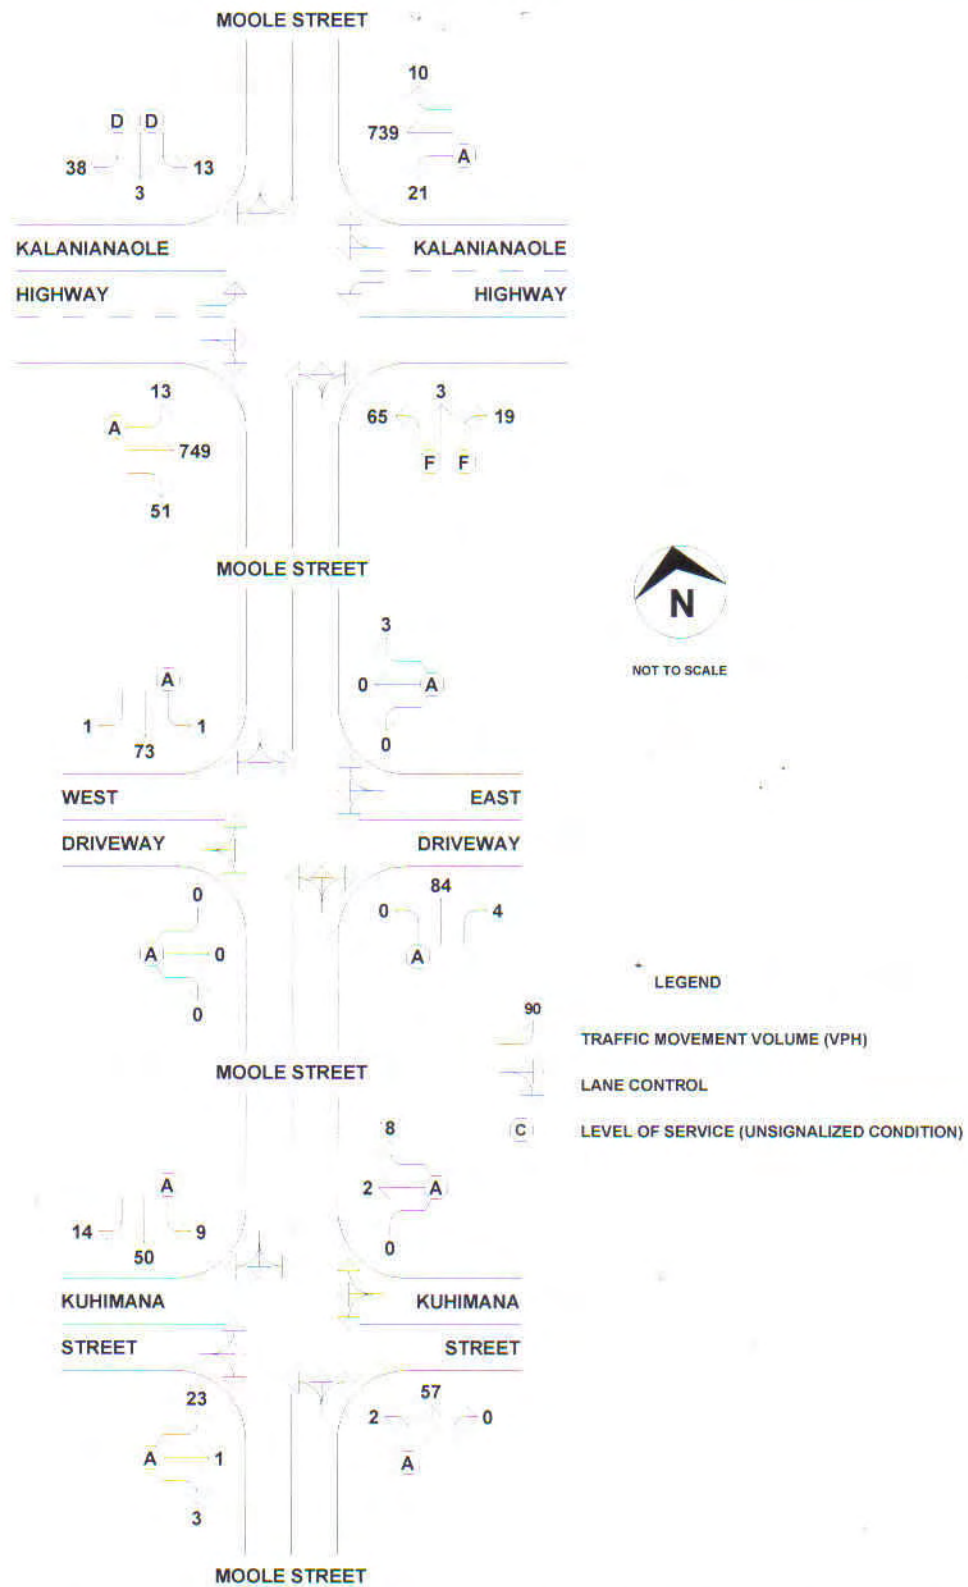 MOOLE STREET
10
D D
739
A
38
13
3
21
KALANIANAOLE
KALANIANAOLE
HIGHWAY
HIGHWAY
13
3
65
19
A
749
F F
51
MOOLE STREET
N
NOT TO SCALE
3
A
0
A
1
1
73
0
WEST
EAST
DRIVEWAY
DRIVEWAY
0
84
0
4
A
0
A
0
LEGEND
90
TRAFFIC MOVEMENT VOLUME (VPH)
MOOLE STREET
LANE CONTROL
C
LEVEL OF SERVICE (UNSIGNALIZED CONDITION)
8
A
2
A
14
9
50
0
KUHIMANA
KUHIMANA
STREET
STREET
23
57
2
0
A
1
A
3
MOOLE STREET